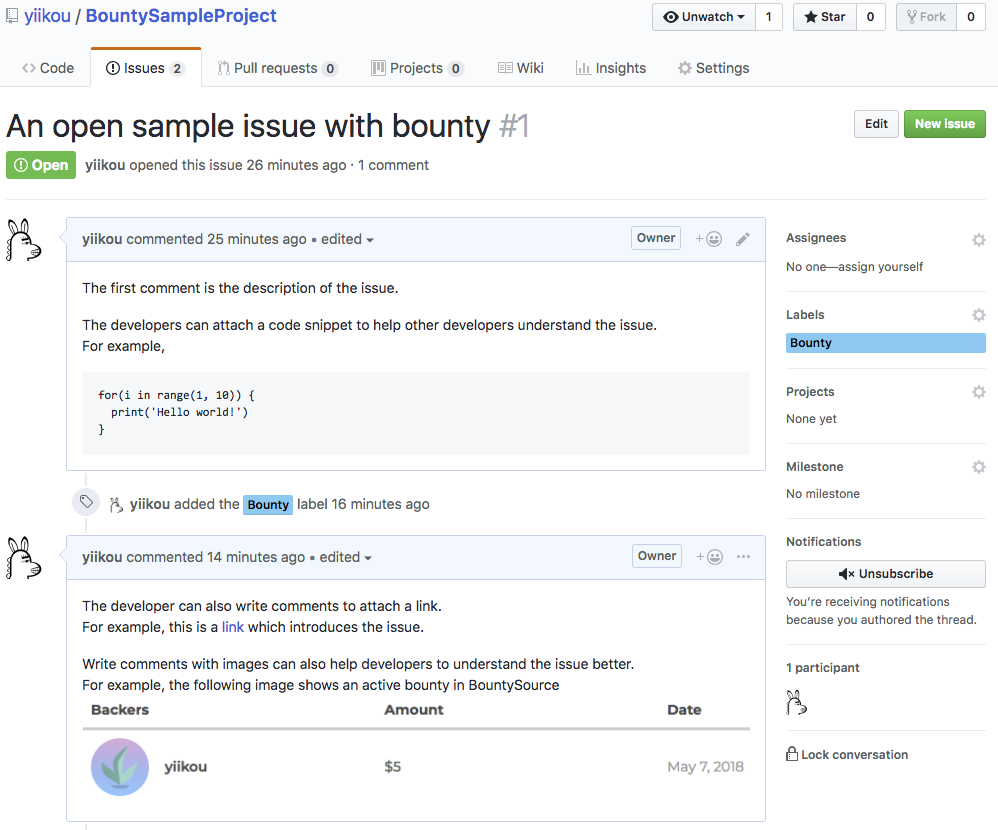 yiikou / BountySampleProject
Unwatch 1 Star 0 Fork 0
Code Issues 2 Pull requests 0 Projects 0 Wiki Insights Settings
An open sample issue with bounty #1
Edit New issue
Open yiikou opened this issue 26 minutes ago · 1 comment
yiikou commented 25 minutes ago • edited
Owner
The first comment is the description of the issue.
The developers can attach a code snippet to help other developers understand the issue.
For example,
for(i in range(1, 10)) {
  print('Hello world!')
}
yiikou added the Bounty label 16 minutes ago
yiikou commented 14 minutes ago • edited
Owner
The developer can also write comments to attach a link.
For example, this is a link which introduces the issue.
Write comments with images can also help developers to understand the issue better.
For example, the following image shows an active bounty in BountySource
Backers Amount Date
yiikou $5 May 7, 2018
Assignees
No one—assign yourself
Labels
Bounty
Projects
None yet
Milestone
No milestone
Notifications
Unsubscribe
You’re receiving notifications
because you authored the thread.
1 participant
Lock conversation